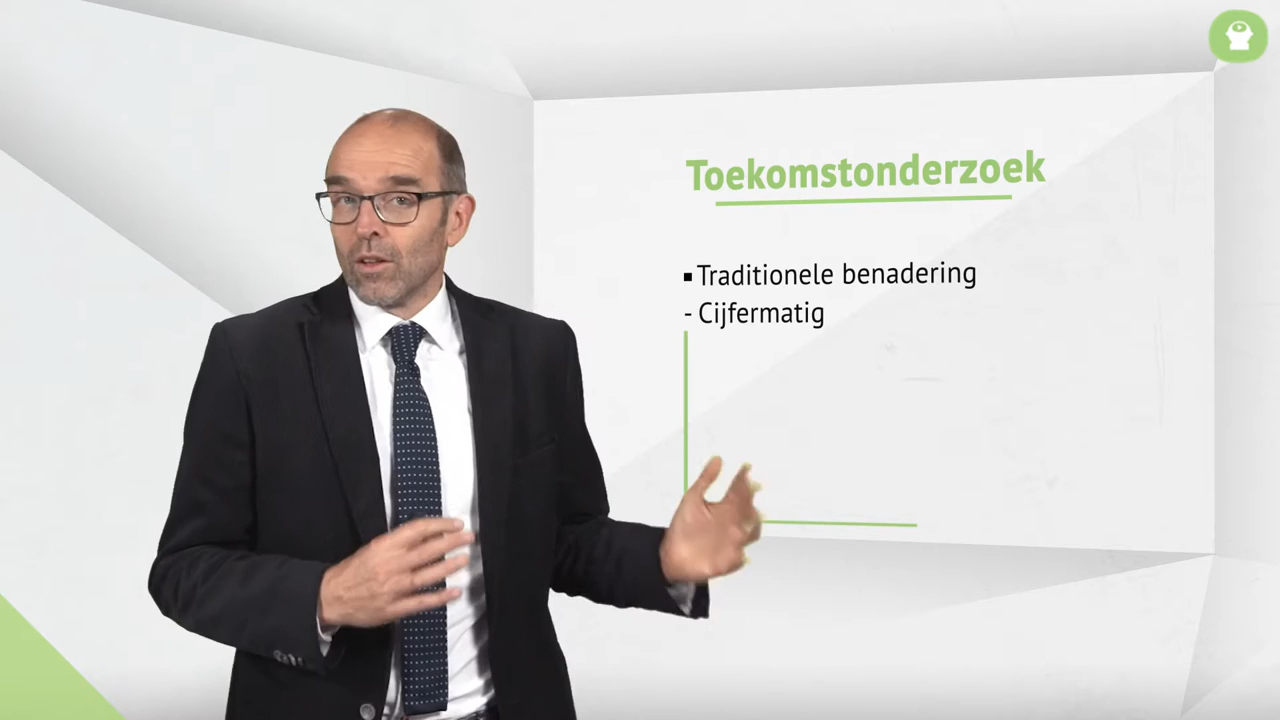 Toekomstonderzoek
▪ Traditionele benadering
- Cijfermatig